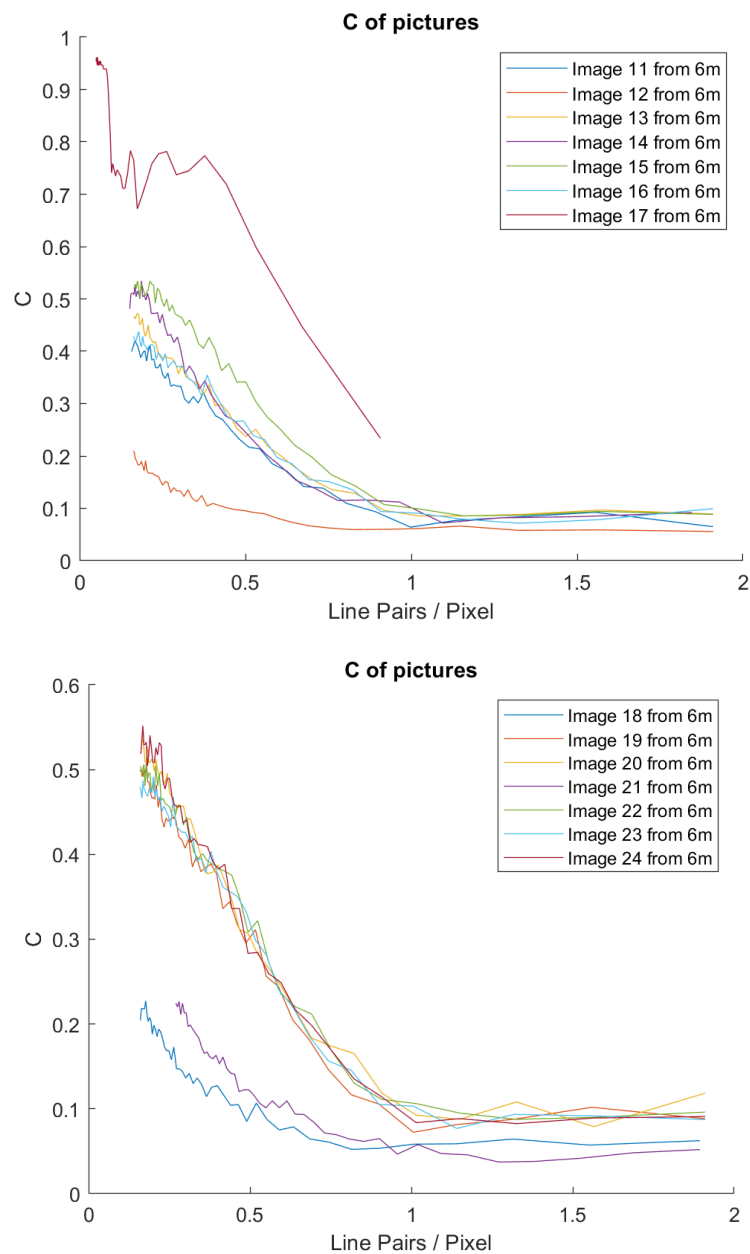 C of pictures
1
0.9
0.8
0.7
0.6
0.5
0.4
0.3
0.2
0.1
0
C
Image 11 from 6m
Image 12 from 6m
Image 13 from 6m
Image 14 from 6m
Image 15 from 6m
Image 16 from 6m
Image 17 from 6m
0 0.5 1 1.5 2
Line Pairs / Pixel
C of pictures
0.6
0.5
0.4
0.3
0.2
0.1
0
C
Image 18 from 6m
Image 19 from 6m
Image 20 from 6m
Image 21 from 6m
Image 22 from 6m
Image 23 from 6m
Image 24 from 6m
0 0.5 1 1.5 2
Line Pairs / Pixel